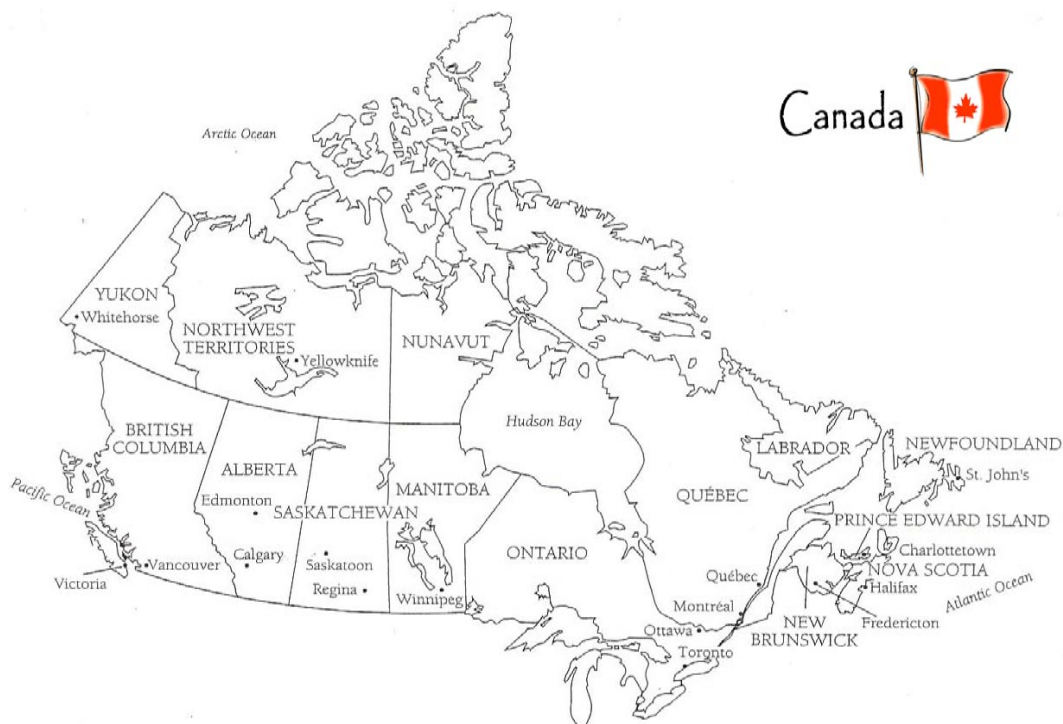 Canada
Arctic Ocean
YUKON
Whitehorse
NORTHWEST
TERRITORIES
Yellowknife
NUNAVUT
Hudson Bay
BRITISH
COLUMBIA
ALBERTA
Edmonton
Calgary
SASKATCHEWAN
Saskatoon
Regina
MANITOBA
Winnipeg
ONTARIO
LABRADOR
NEWFOUNDLAND
St. John's
QUÉBEC
PRINCE EDWARD ISLAND
Charlottetown
NOVA SCOTIA
Halifax
Pacific Ocean
Vancouver
Victoria
Québec
Montréal
Ottawa
Toronto
NEW
BRUNSWICK
Fredericton
Atlantic Ocean